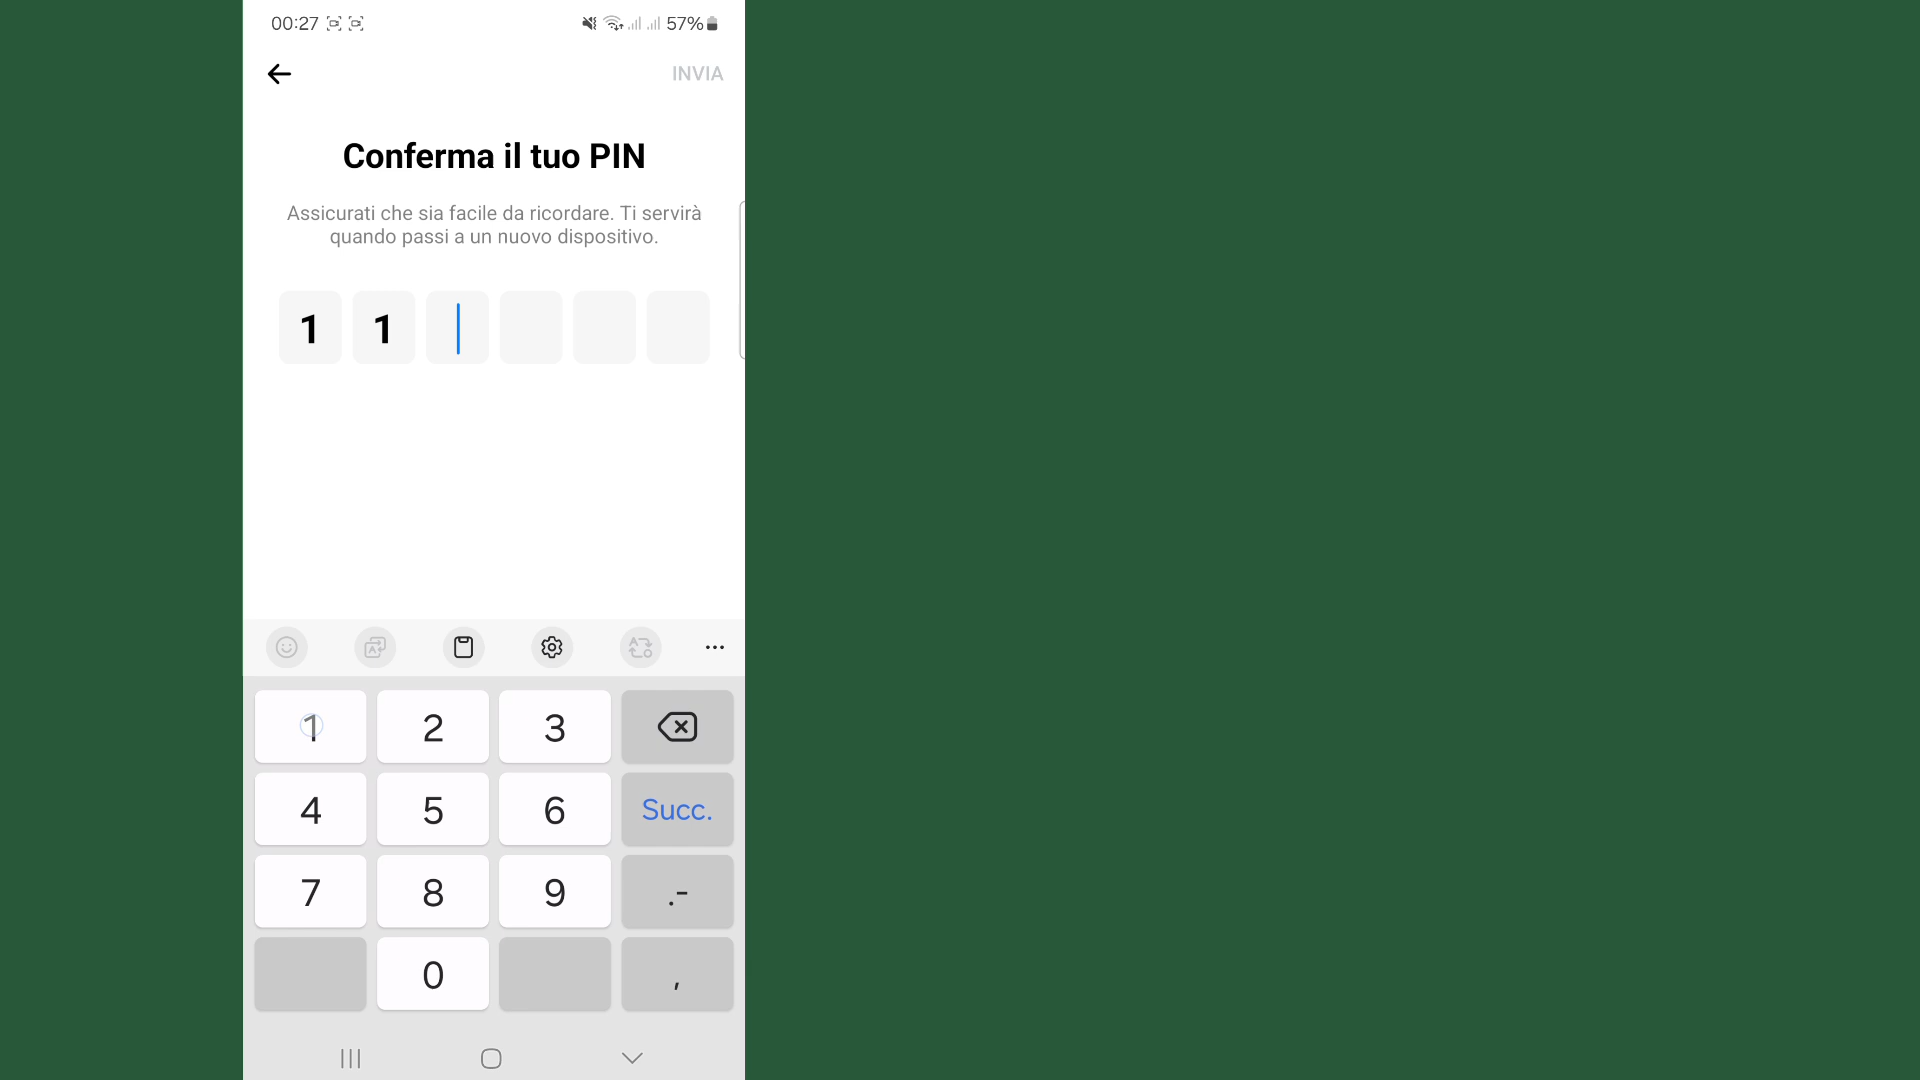 00:27 57%
INVIA
Conferma il tuo PIN
Assicurati che sia facile da ricordare. Ti servirà
quando passi a un nuovo dispositivo.
1 1
1 2 3
4 5 6 Succ.
7 8 9 .-
0 ,